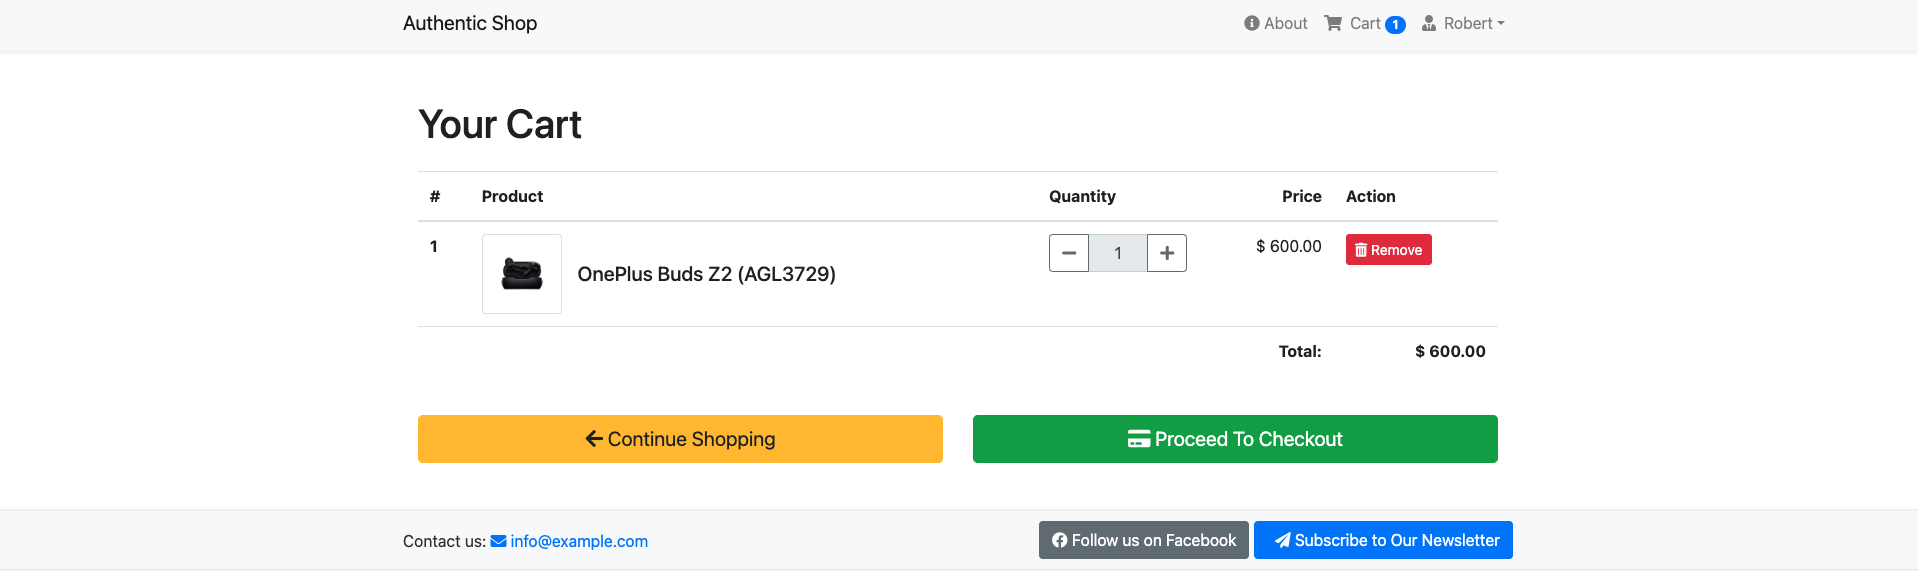 Authentic Shop About Cart 1 Robert
Your Cart
# Product Quantity Price Action
1 OnePlus Buds Z2 (AGL3729) 1 $ 600.00 Remove
Total: $ 600.00
Continue Shopping Proceed To Checkout
Contact us: info@example.com Follow us on Facebook Subscribe to Our Newsletter